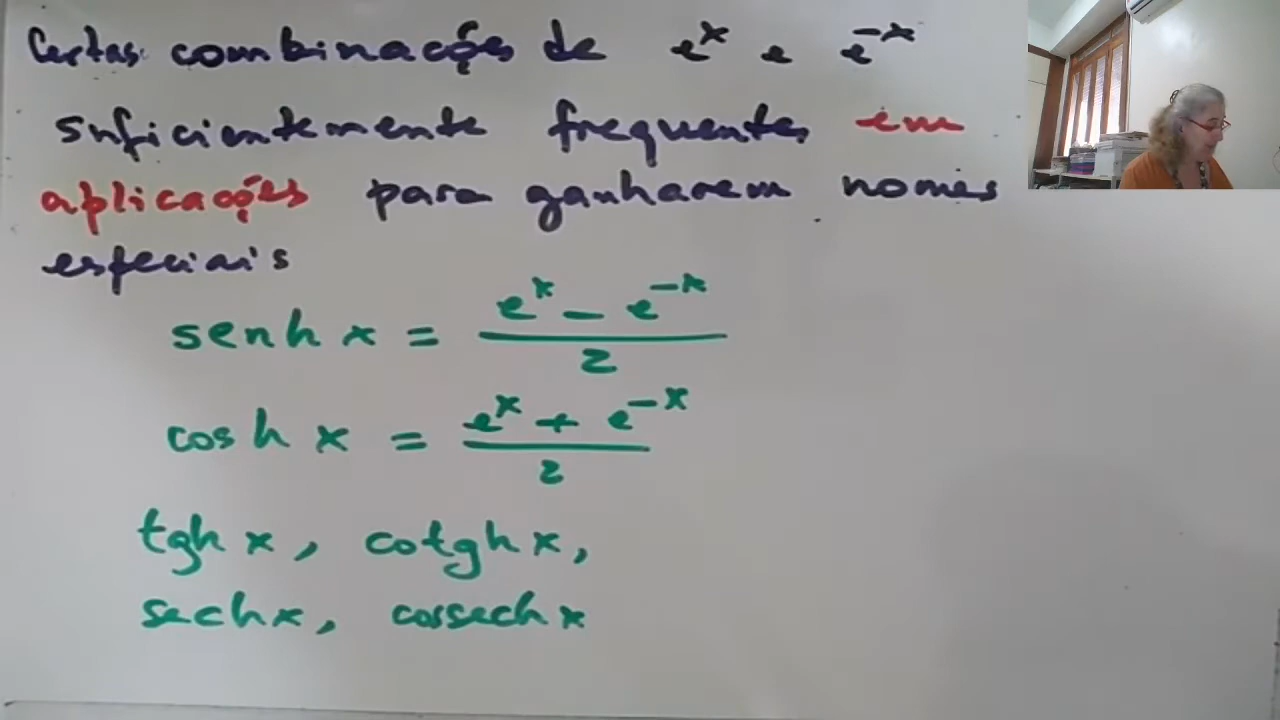 Certas combinações de e^x e e^-x
suficientemente frequentes em
aplicações para ganharem nomes
especiais
senh x = (e^x - e^-x)/2
cosh x = (e^x + e^-x)/2
tgh x, cotgh x,
sech x, cossech x